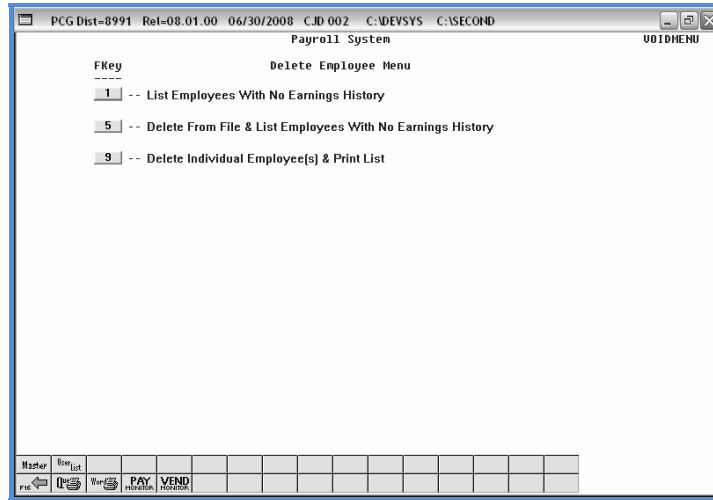 PCG Dist=8991 Rel=08.01.00 06/30/2008 CJD 002 C:\DEVSYS C:\SECOND
Payroll System VOIDMENU
FKey Delete Employee Menu
----
1 -- List Employees With No Earnings History
5 -- Delete From File & List Employees With No Earnings History
9 -- Delete Individual Employee(s) & Print List
Master User list
F16 Que Word PAY MONITOR VEND MONITOR